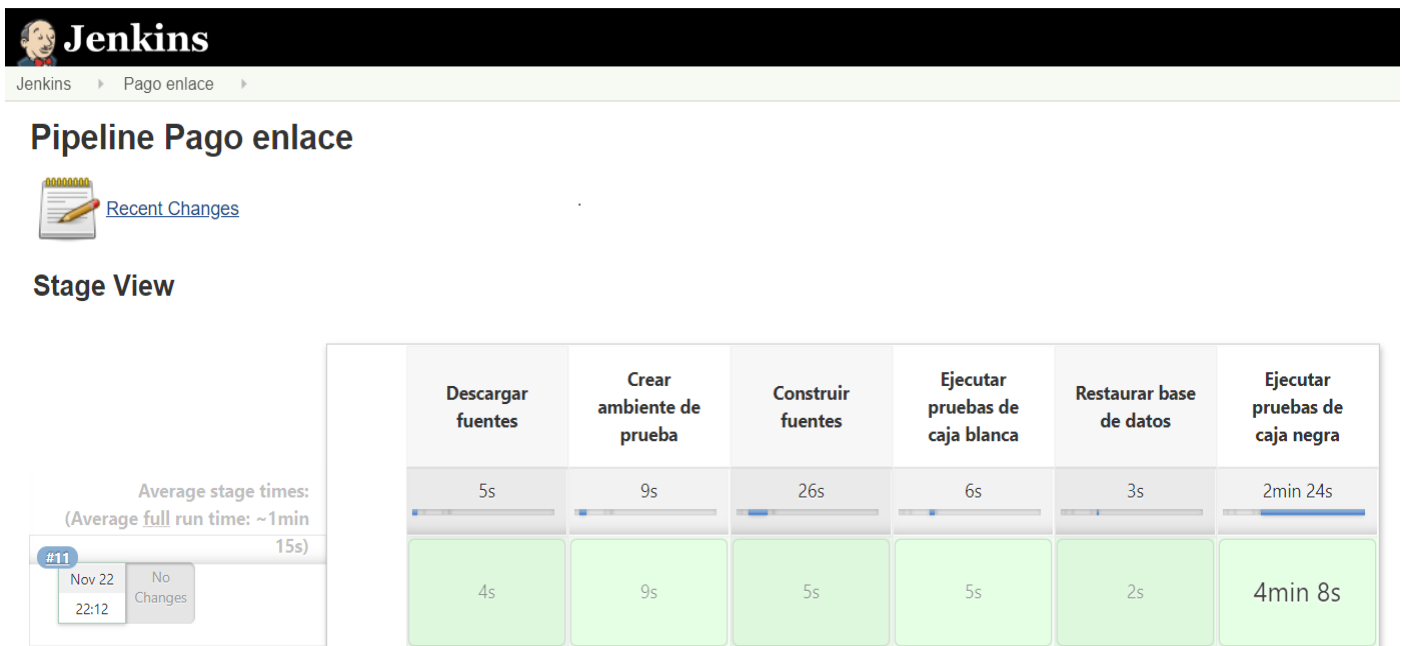 Jenkins
Jenkins Pago enlace
Pipeline Pago enlace
Recent Changes
Stage View
Descargar
fuentes
Crear
ambiente de
prueba
Construir
fuentes
Ejecutar
pruebas de
caja blanca
Restaurar base
de datos
Ejecutar
pruebas de
caja negra
Average stage times:
(Average full run time: ~1min
15s)
5s 9s 26s 6s 3s 2min 24s
#11
Nov 22
22:12
No
Changes
4s 9s 5s 5s 2s 4min 8s